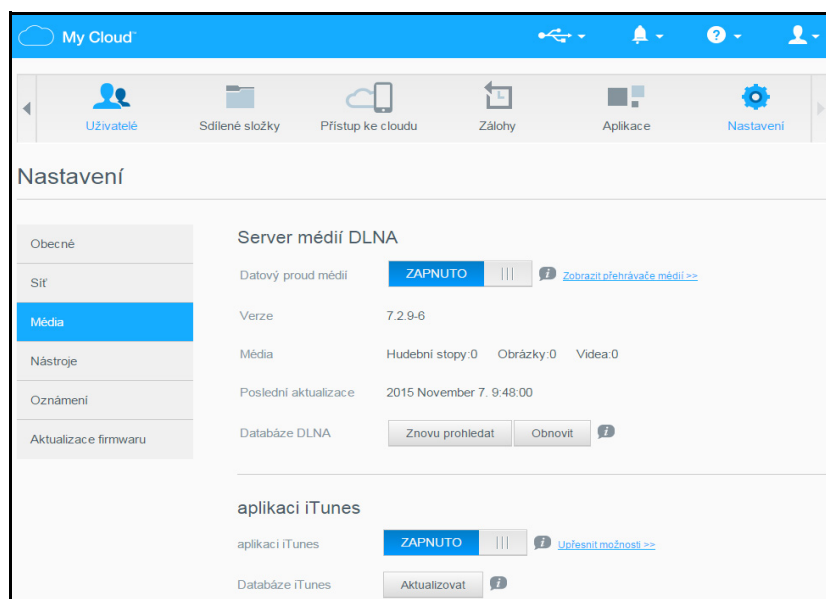 My Cloud™
Uživatelé
Sdílené složky
Přístup ke cloudu
Zálohy
Aplikace
Nastavení
Nastavení
Obecné
Síť
Média
Nástroje
Oznámení
Aktualizace firmwaru
Server médií DLNA
Datový proud médií ZAPNUTO Zobrazit přehrávače médií >>
Verze 7.2.9-6
Média Hudební stopy:0 Obrázky:0 Videa:0
Poslední aktualizace 2015 November 7. 9:48:00
Databáze DLNA Znovu prohledat Obnovit
aplikaci iTunes
aplikaci iTunes ZAPNUTO Upřesnit možnosti >>
Databáze iTunes Aktualizovat